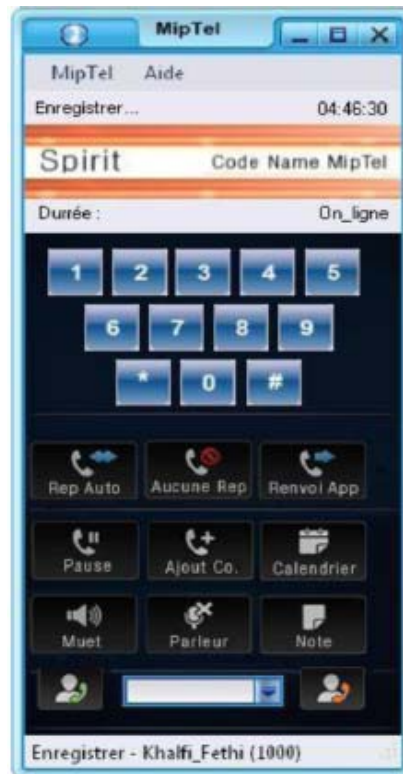 MipTel
MipTel Aide
Enregistrer... 04:46:30
Spirit Code Name MipTel
Durrée : On_ligne
1 2 3 4 5
6 7 8 9
* 0 #
Rep Auto Aucune Rep Renvoi App
Pause Ajout Co. Calendrier
Muet Parleur Note
Enregistrer - Khalfi_Fethi (1000)